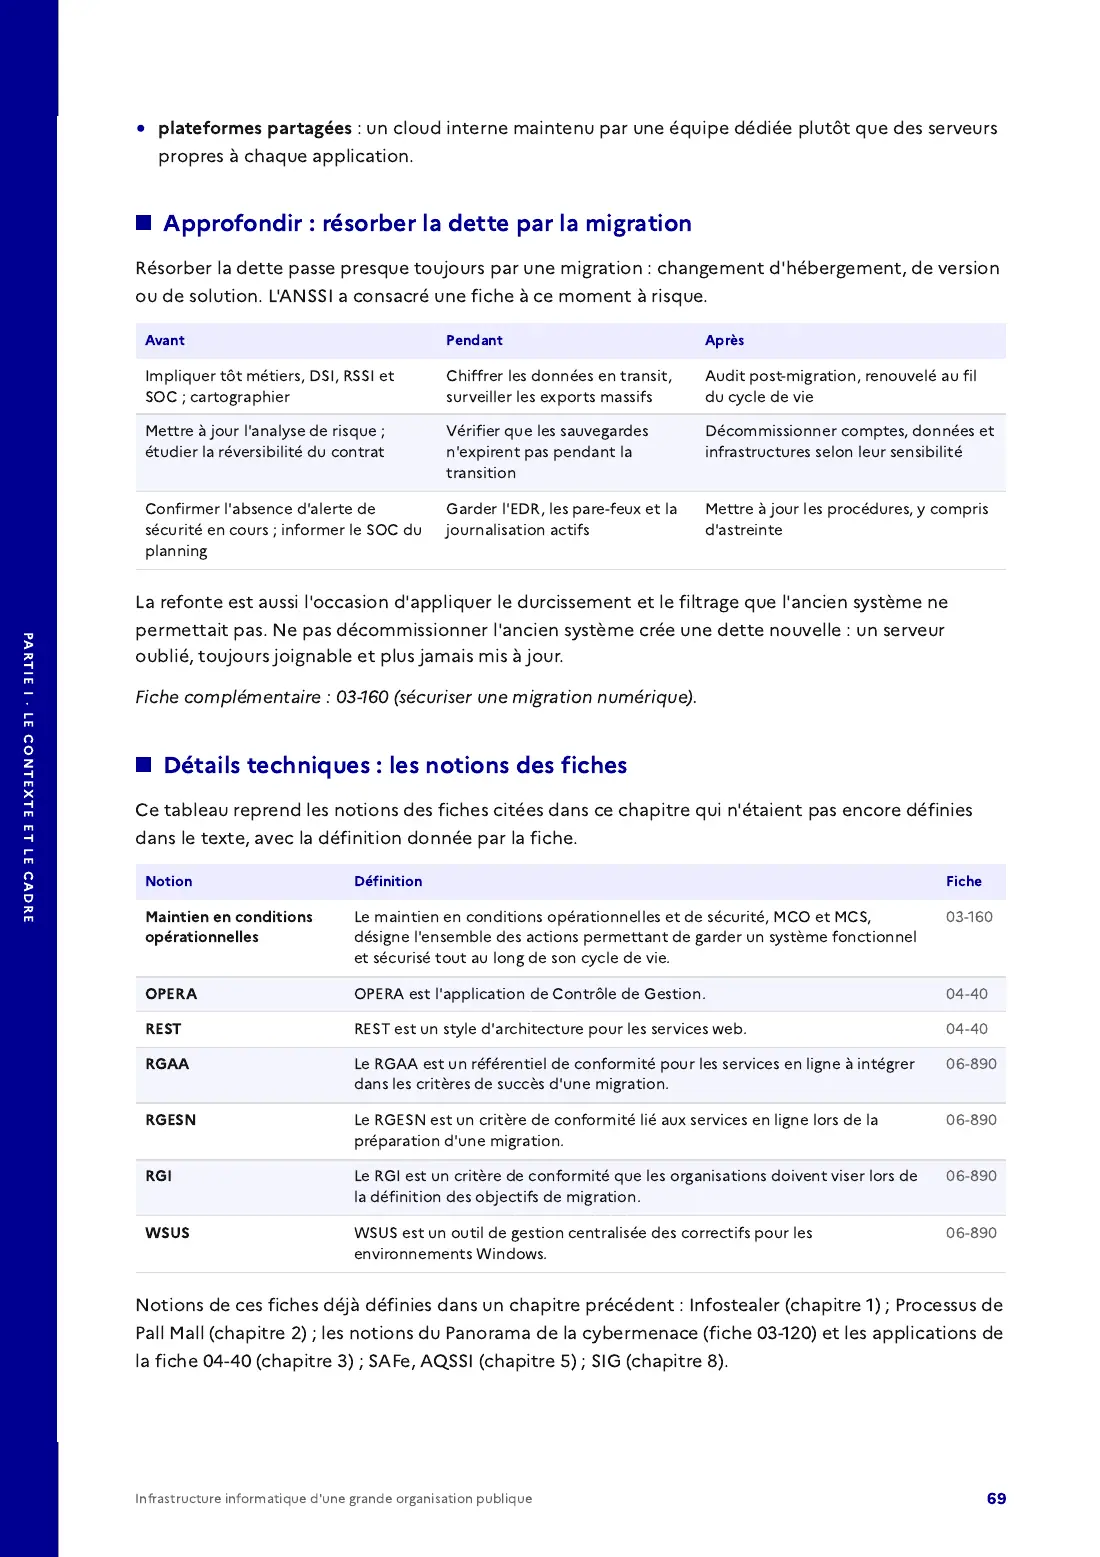 • plateformes partagées : un cloud interne maintenu par une équipe dédiée plutôt que des serveurs
propres à chaque application.
Approfondir : résorber la dette par la migration
Résorber la dette passe presque toujours par une migration : changement d'hébergement, de version
ou de solution. L'ANSSI a consacré une fiche à ce moment à risque.
Avant Pendant Après
Impliquer tôt métiers, DSI, RSSI et
SOC ; cartographier
Chiffrer les données en transit,
surveiller les exports massifs
Audit post-migration, renouvelé au fil
du cycle de vie
Mettre à jour l'analyse de risque ;
étudier la réversibilité du contrat
Vérifier que les sauvegardes
n'expirent pas pendant la
transition
Décommissionner comptes, données et
infrastructures selon leur sensibilité
Confirmer l'absence d'alerte de
sécurité en cours ; informer le SOC du
planning
Garder l'EDR, les pare-feux et la
journalisation actifs
Mettre à jour les procédures, y compris
d'astreinte
La refonte est aussi l'occasion d'appliquer le durcissement et le filtrage que l'ancien système ne
permettait pas. Ne pas décommissionner l'ancien système crée une dette nouvelle : un serveur
oublié, toujours joignable et plus jamais mis à jour.
Fiche complémentaire : 03-160 (sécuriser une migration numérique).
Détails techniques : les notions des fiches
Ce tableau reprend les notions des fiches citées dans ce chapitre qui n'étaient pas encore définies
dans le texte, avec la définition donnée par la fiche.
Notion Définition Fiche
Maintien en conditions
opérationnelles
Le maintien en conditions opérationnelles et de sécurité, MCO et MCS,
désigne l'ensemble des actions permettant de garder un système fonctionnel
et sécurisé tout au long de son cycle de vie.
03-160
OPERA OPERA est l'application de Contrôle de Gestion. 04-40
REST REST est un style d'architecture pour les services web. 04-40
RGAA Le RGAA est un référentiel de conformité pour les services en ligne à intégrer
dans les critères de succès d'une migration.
06-890
RGESN Le RGESN est un critère de conformité lié aux services en ligne lors de la
préparation d'une migration.
06-890
RGI Le RGI est un critère de conformité que les organisations doivent viser lors de
la définition des objectifs de migration.
06-890
WSUS WSUS est un outil de gestion centralisée des correctifs pour les
environnements Windows.
06-890
Notions de ces fiches déjà définies dans un chapitre précédent : Infostealer (chapitre 1) ; Processus de
Pall Mall (chapitre 2) ; les notions du Panorama de la cybermenace (fiche 03-120) et les applications de
la fiche 04-40 (chapitre 3) ; SAFe, AQSSI (chapitre 5) ; SIG (chapitre 8).
PARTIE I · LE CONTEXTE ET LE CADRE
Infrastructure informatique d'une grande organisation publique 69